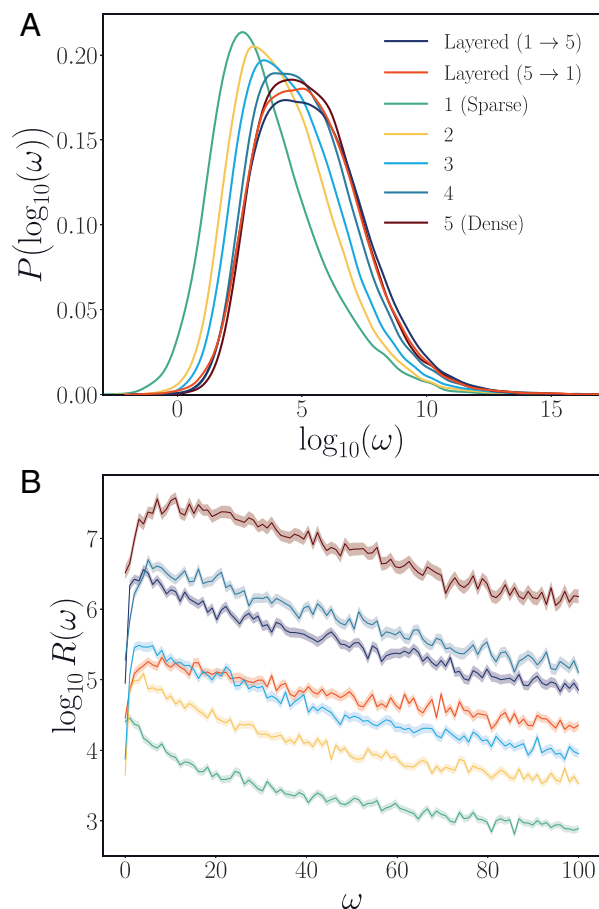 A
P(log₁₀(ω))
0.20
0.15
0.10
0.05
0.00
Layered (1 → 5)
Layered (5 → 1)
1 (Sparse)
2
3
4
5 (Dense)
0 5 10 15
log₁₀(ω)
B
log₁₀ R(ω)
7
6
5
4
3
0 20 40 60 80 100
ω